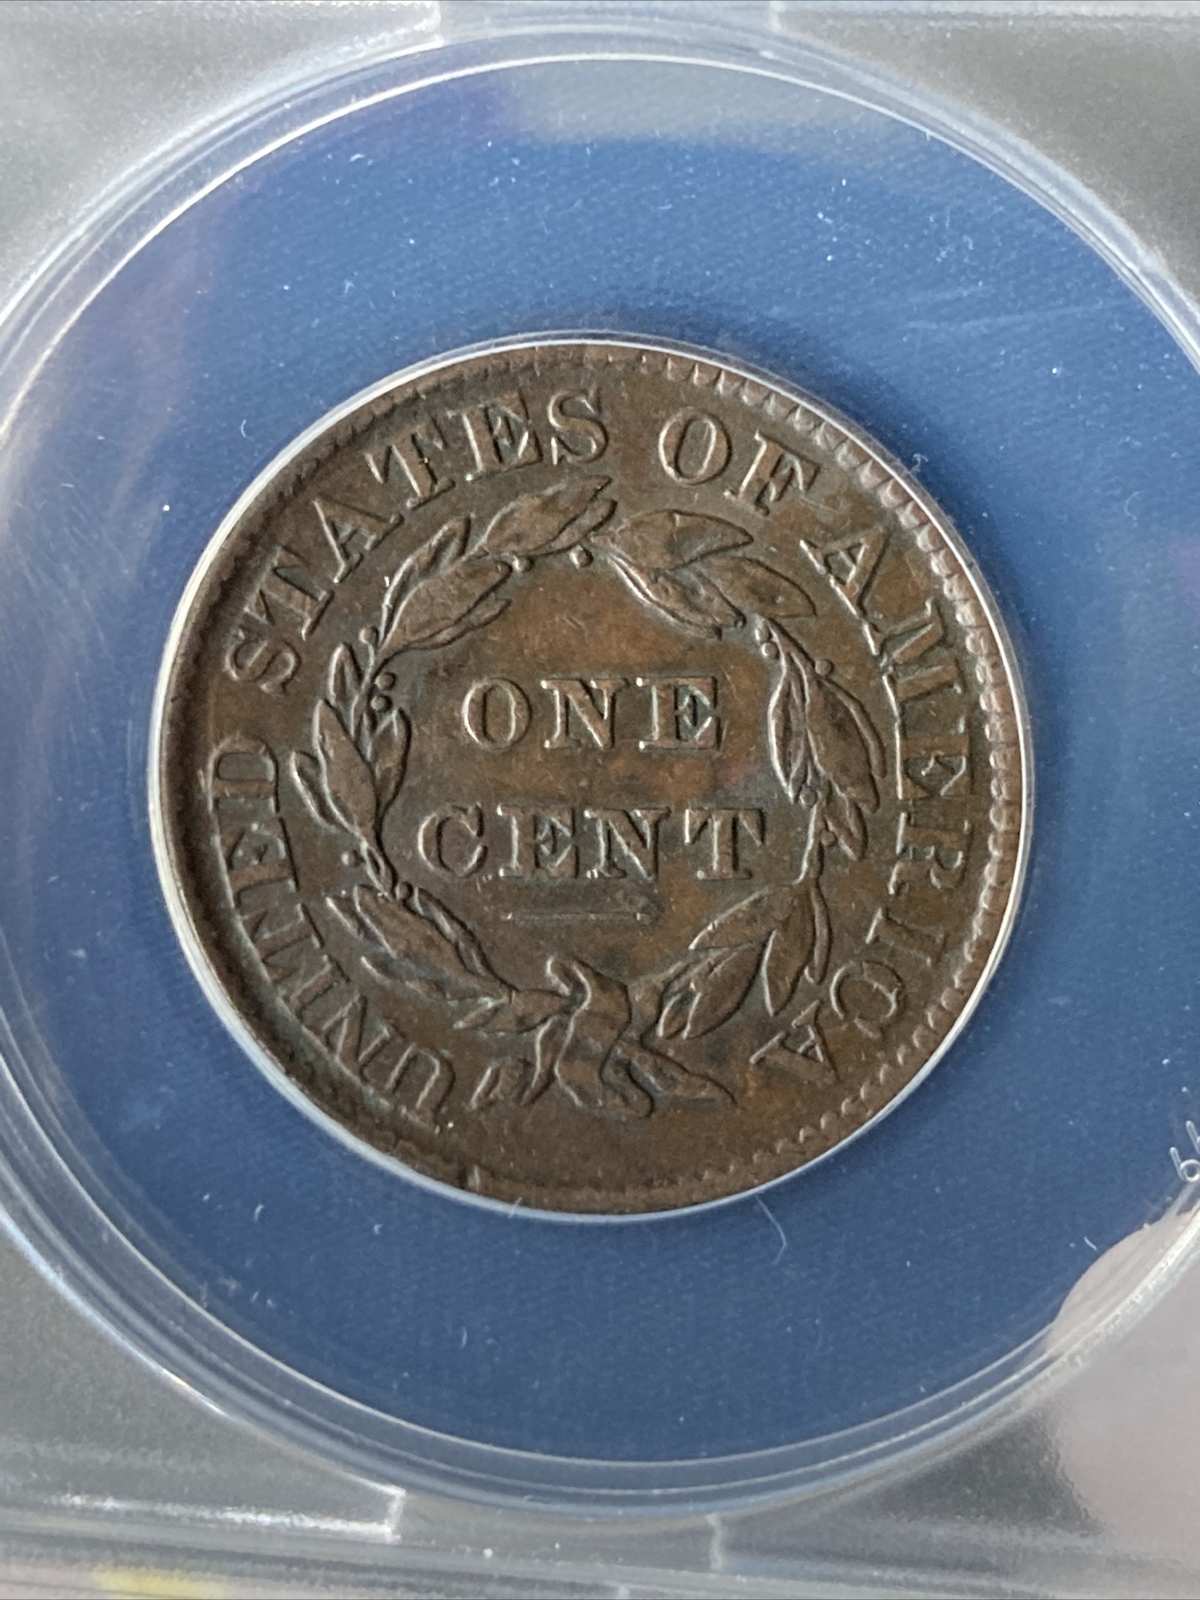 UNITED STATES OF AMERICA
ONE
CENT